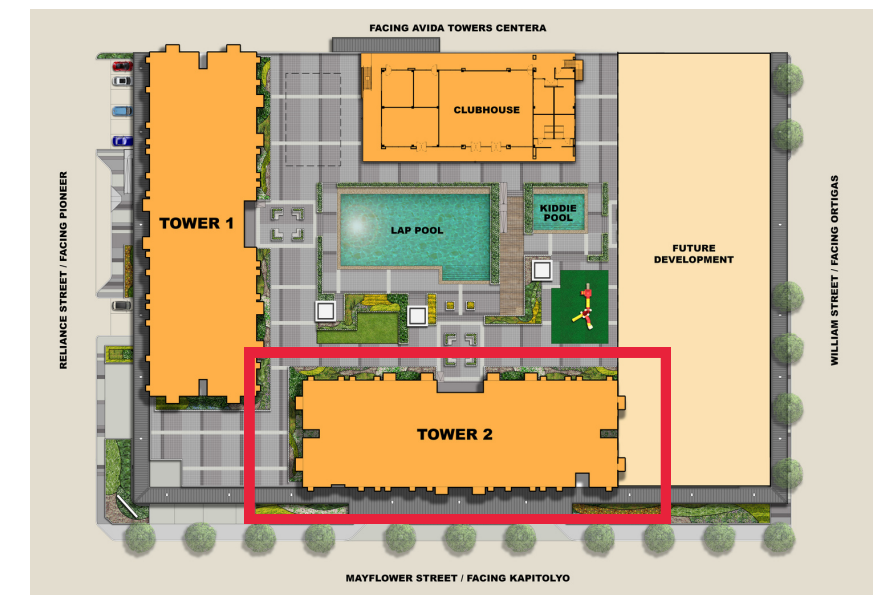 FACING AVIDA TOWERS CENTERA
CLUBHOUSE
RELIANCE STREET / FACING PIONEER
TOWER 1
LAP POOL
KIDDIE
POOL
FUTURE
DEVELOPMENT
WILLIAM STREET / FACING ORTIGAS
TOWER 2
MAYFLOWER STREET / FACING KAPITOLYO